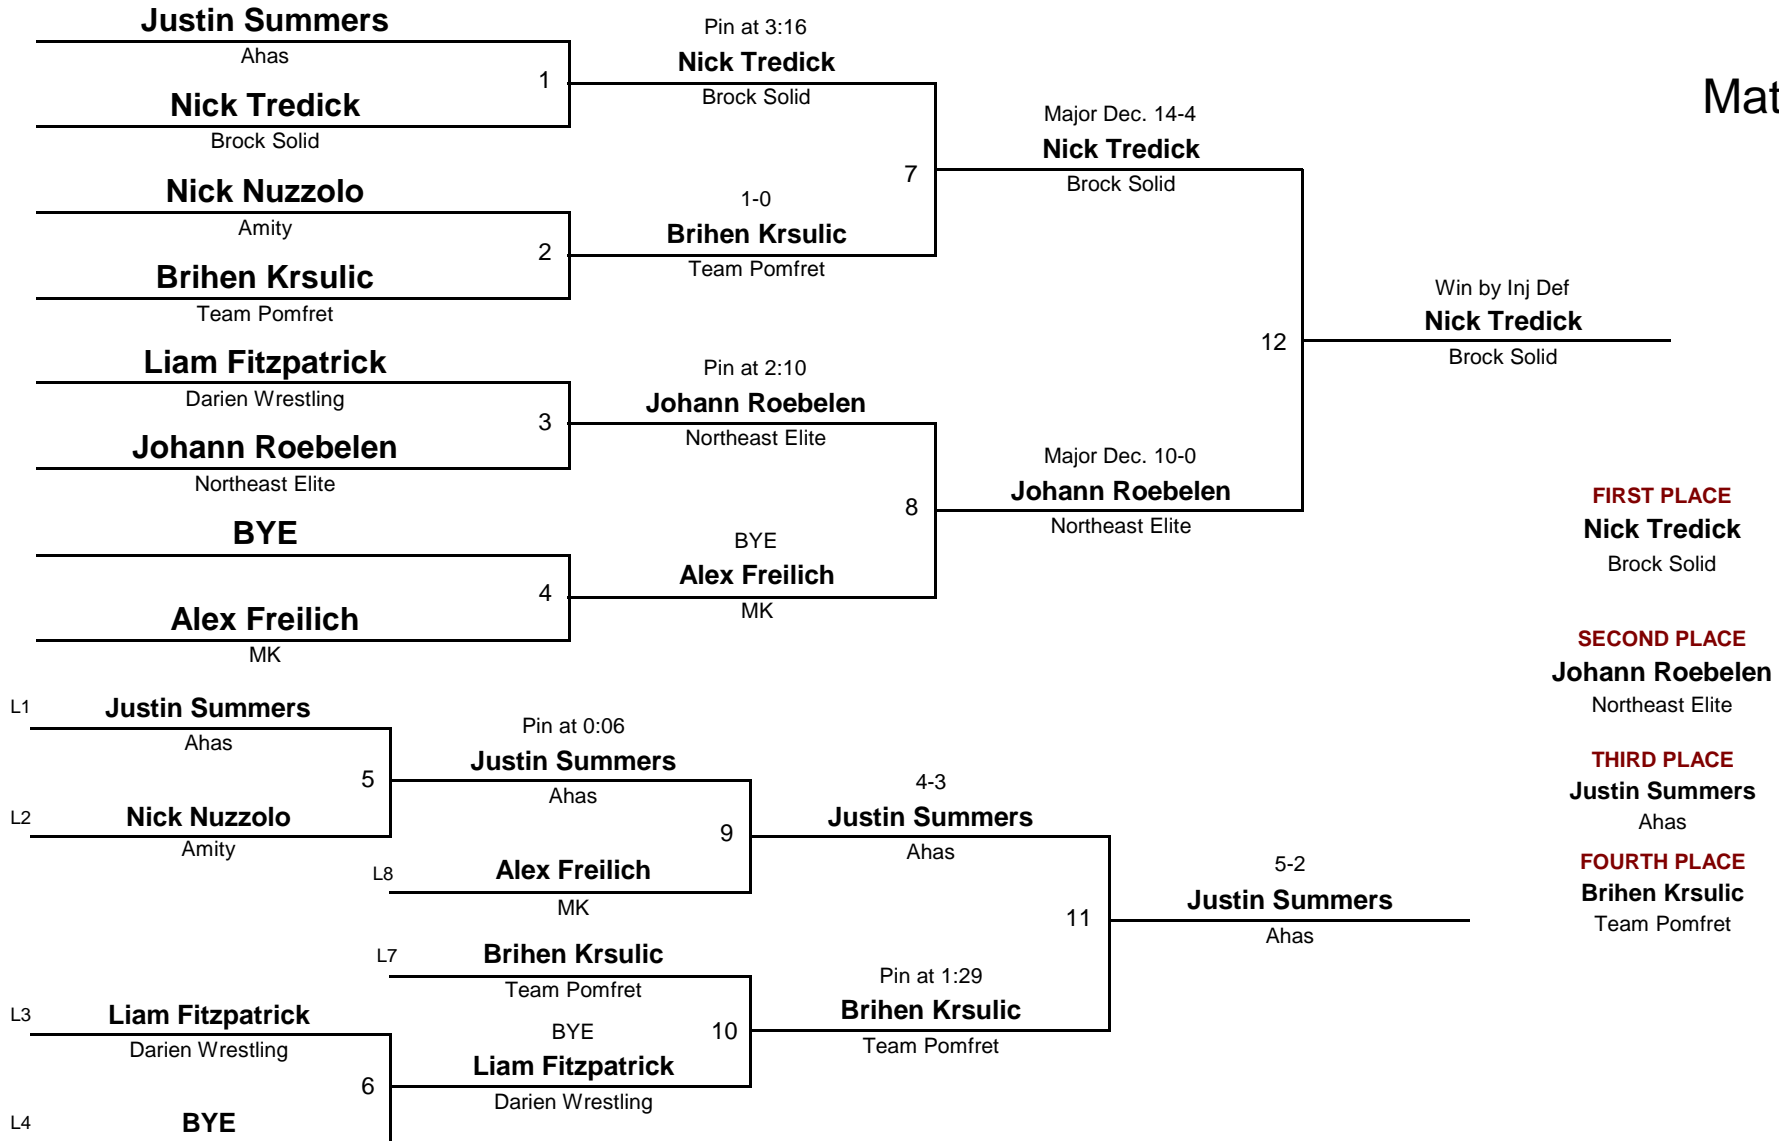 Justin Summers
Ahas
1
Nick Tredick
Brock Solid
Nick Nuzzolo
Amity
2
Brihen Krsulic
Team Pomfret
Liam Fitzpatrick
Darien Wrestling
3
Johann Roebelen
Northeast Elite
BYE
4
Alex Freilich
MK
Pin at 3:16
Nick Tredick
Brock Solid
7
1-0
Brihen Krsulic
Team Pomfret
Pin at 2:10
Johann Roebelen
Northeast Elite
8
BYE
Alex Freilich
MK
Major Dec. 14-4
Nick Tredick
Brock Solid
12
Major Dec. 10-0
Johann Roebelen
Northeast Elite
Win by Inj Def
Nick Tredick
Brock Solid
Mat
FIRST PLACE
Nick Tredick
Brock Solid
SECOND PLACE
Johann Roebelen
Northeast Elite
THIRD PLACE
Justin Summers
Ahas
FOURTH PLACE
Brihen Krsulic
Team Pomfret
L1 Justin Summers
Ahas
5
L2 Nick Nuzzolo
Amity
Pin at 0:06
Justin Summers
Ahas
9
L8 Alex Freilich
MK
L7 Brihen Krsulic
Team Pomfret
L3 Liam Fitzpatrick
Darien Wrestling
6
L4 BYE
BYE
10
Liam Fitzpatrick
Darien Wrestling
4-3
Justin Summers
Ahas
11
Pin at 1:29
Brihen Krsulic
Team Pomfret
5-2
Justin Summers
Ahas